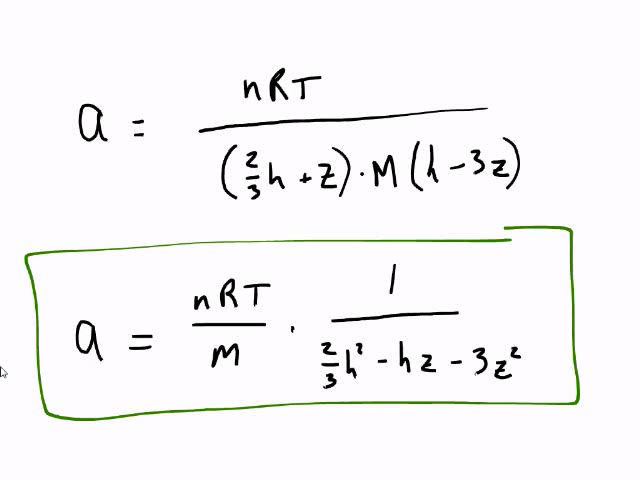 a = nRT / ((2/3 h + z) · M (h − 3z))
a = nRT / m · 1 / (2/3 h² − hz − 3z²)